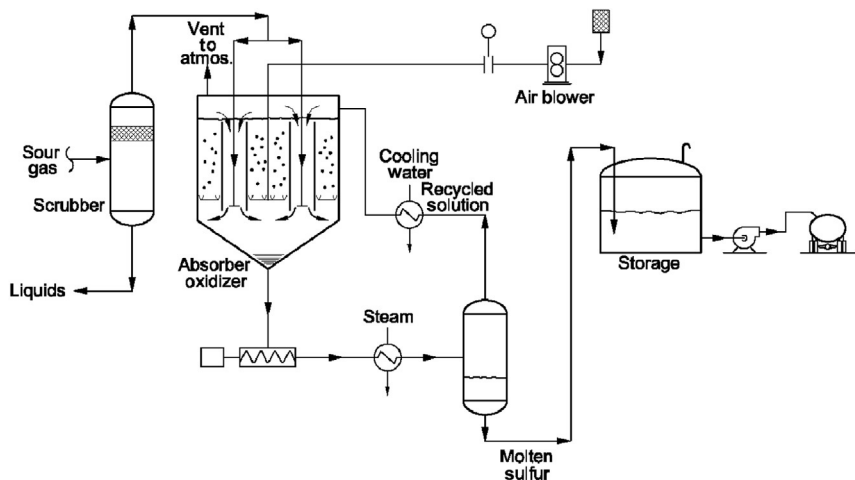 Vent
to
atmos.
Air blower
Sour
gas
Scrubber
Cooling
water
Recycled
solution
Storage
Absorber
oxidizer
Liquids
Steam
Molten
sulfur